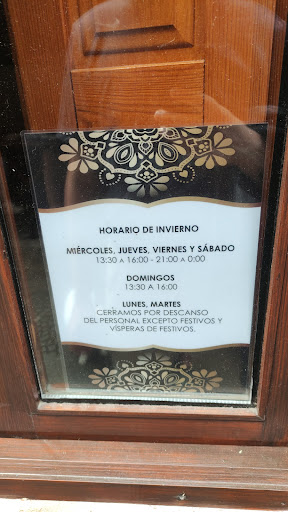 HORARIO DE INVIERNO
MIÉRCOLES, JUEVES, VIERNES Y SÁBADO
13:30 A 16:00 - 21:00 A 0:00
DOMINGOS
13:30 A 16:00
LUNES, MARTES
CERRAMOS POR DESCANSO
DEL PERSONAL EXCEPTO FESTIVOS Y
VÍSPERAS DE FESTIVOS.